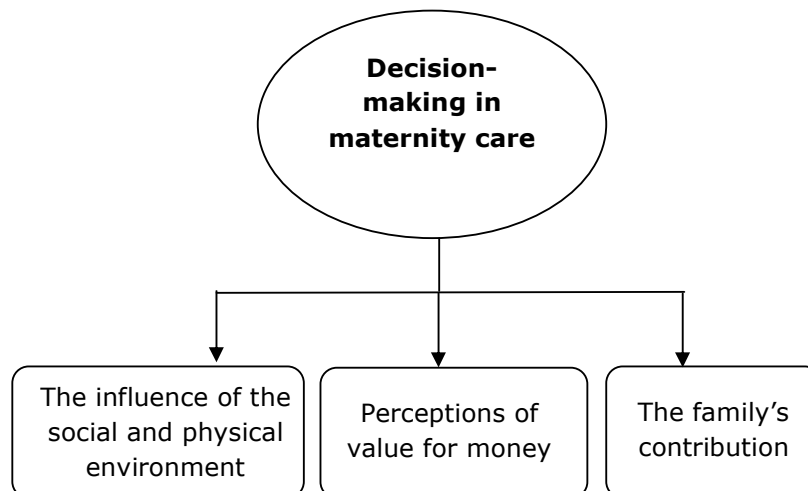 Decision-
making in
maternity care
The influence of the
social and physical
environment
Perceptions of
value for money
The family’s
contribution